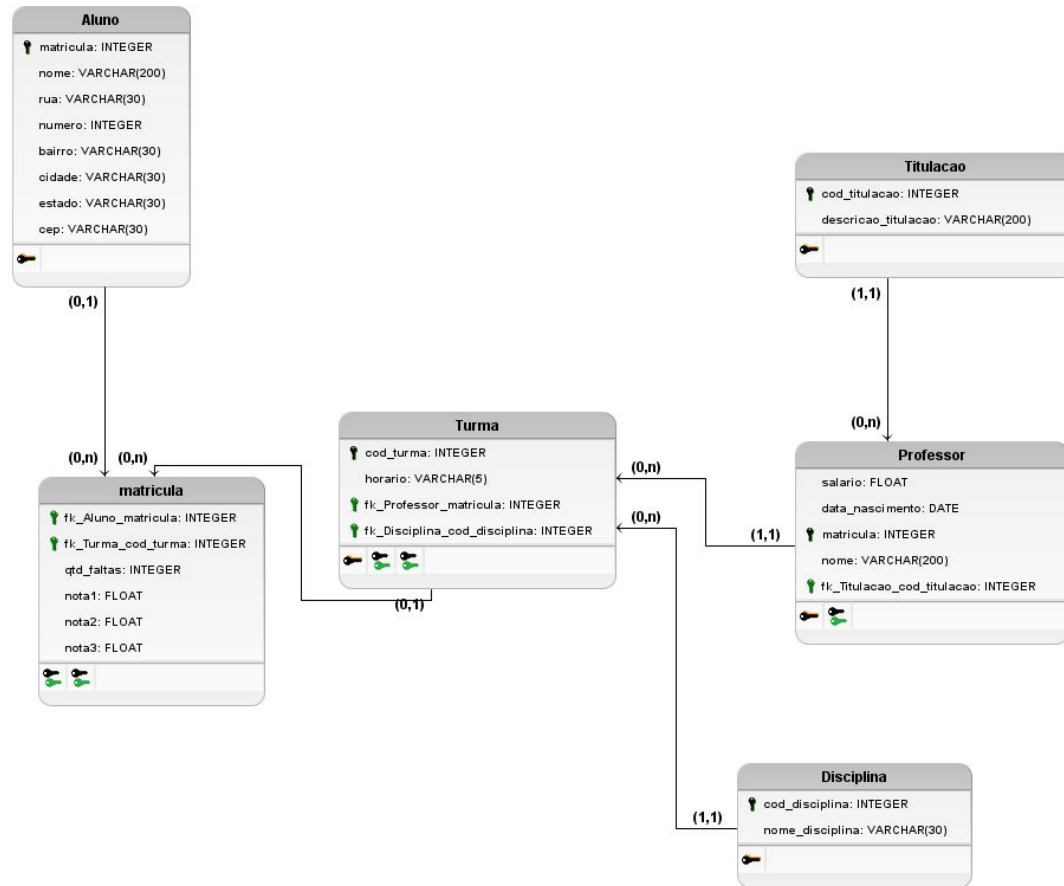 Aluno
matricula: INTEGER
nome: VARCHAR(200)
rua: VARCHAR(30)
numero: INTEGER
bairro: VARCHAR(30)
cidade: VARCHAR(30)
estado: VARCHAR(30)
cep: VARCHAR(30)
(0,1)
Titulacao
cod_titulacao: INTEGER
descricao_titulacao: VARCHAR(200)
(1,1)
(0,n)
(0,n) (0,n)
matricula
fk_Aluno_matricula: INTEGER
fk_Turma_cod_turma: INTEGER
qtd_faltas: INTEGER
nota1: FLOAT
nota2: FLOAT
nota3: FLOAT
Turma
cod_turma: INTEGER
horario: VARCHAR(5)
fk_Professor_matricula: INTEGER
fk_Disciplina_cod_disciplina: INTEGER
(0,1)
(0,n)
(0,n)
(1,1)
Professor
salario: FLOAT
data_nascimento: DATE
matricula: INTEGER
nome: VARCHAR(200)
fk_Titulacao_cod_titulacao: INTEGER
(1,1)
Disciplina
cod_disciplina: INTEGER
nome_disciplina: VARCHAR(30)